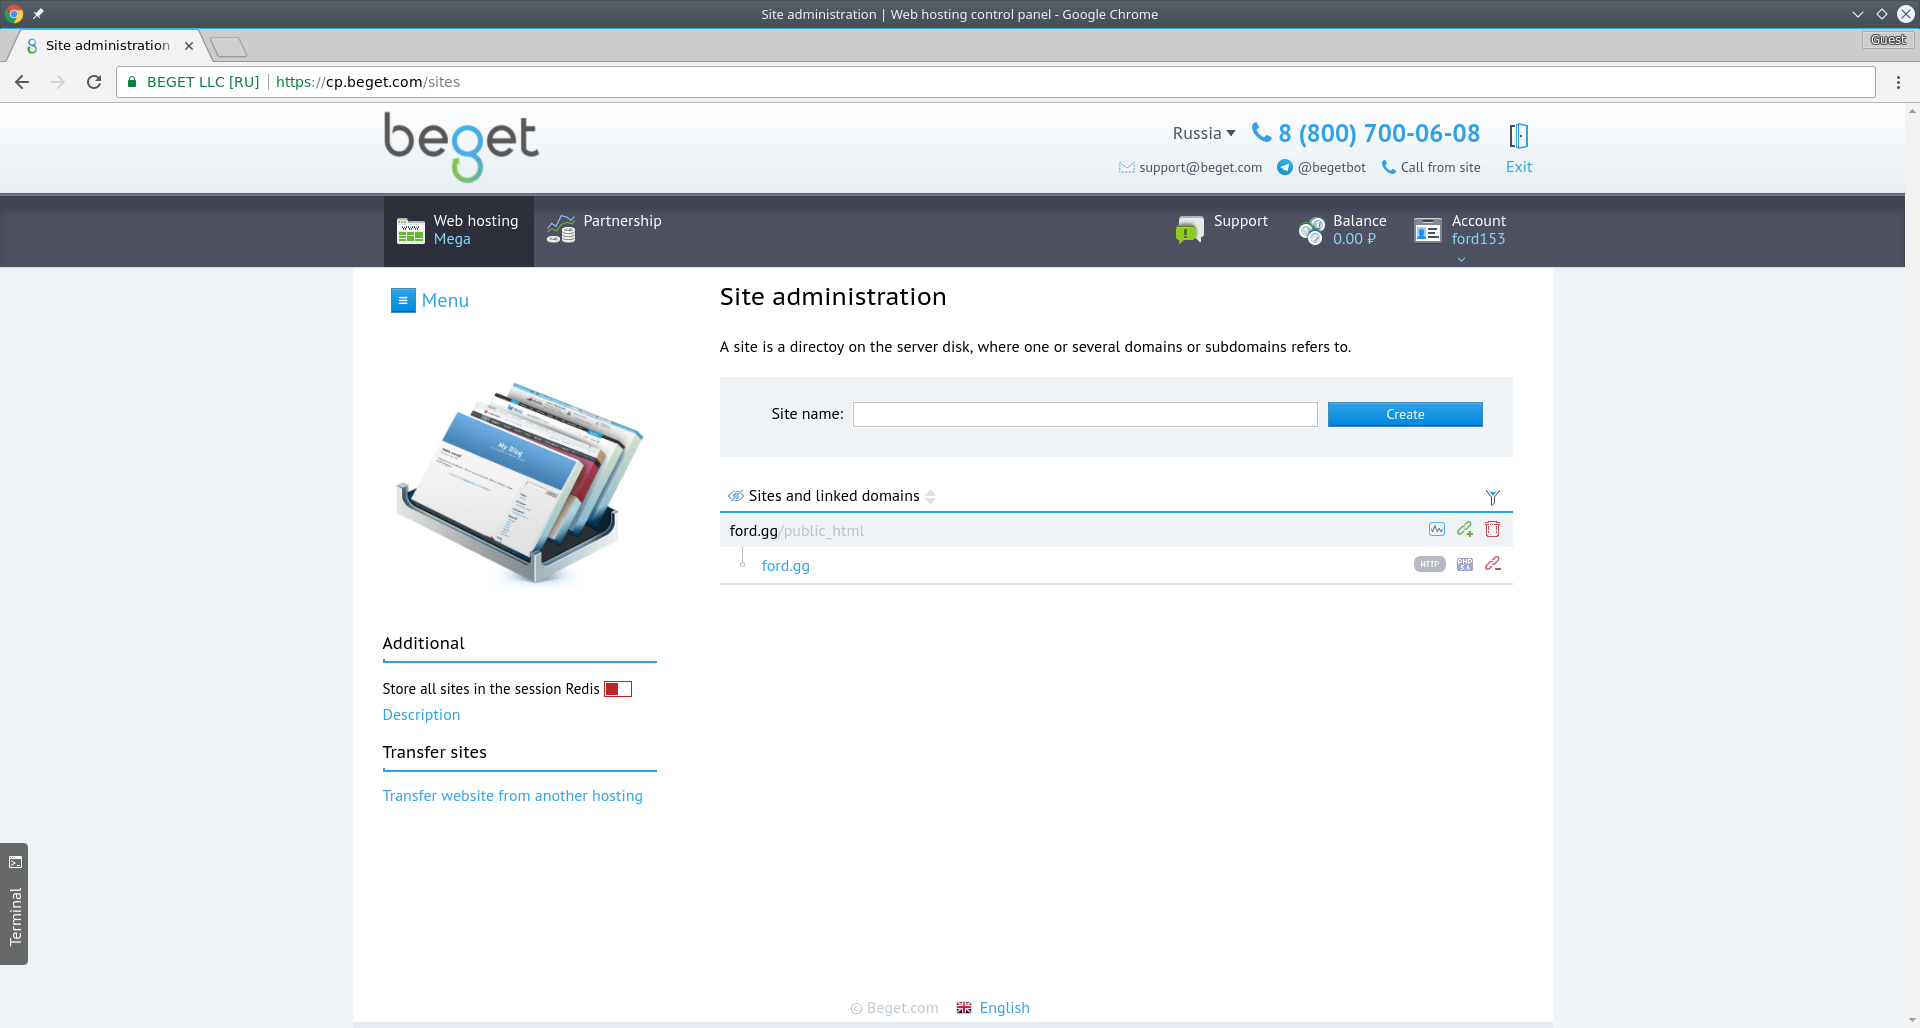 Site administration | Web hosting control panel - Google Chrome
Site administration
Guest
BEGET LLC [RU] | https://cp.beget.com/sites
beget
Russia 8 (800) 700-06-08
support@beget.com @begetbot Call from site Exit
Web hosting
Mega
Partnership
Support
Balance
0.00 ₽
Account
ford153
Menu
Site administration
A site is a directoy on the server disk, where one or several domains or subdomains refers to.
Site name: Create
Sites and linked domains
ford.gg/public_html
ford.gg HTTP PHP 5.6
My Blog
Additional
Store all sites in the session Redis
Description
Transfer sites
Transfer website from another hosting
Terminal
© Beget.com English